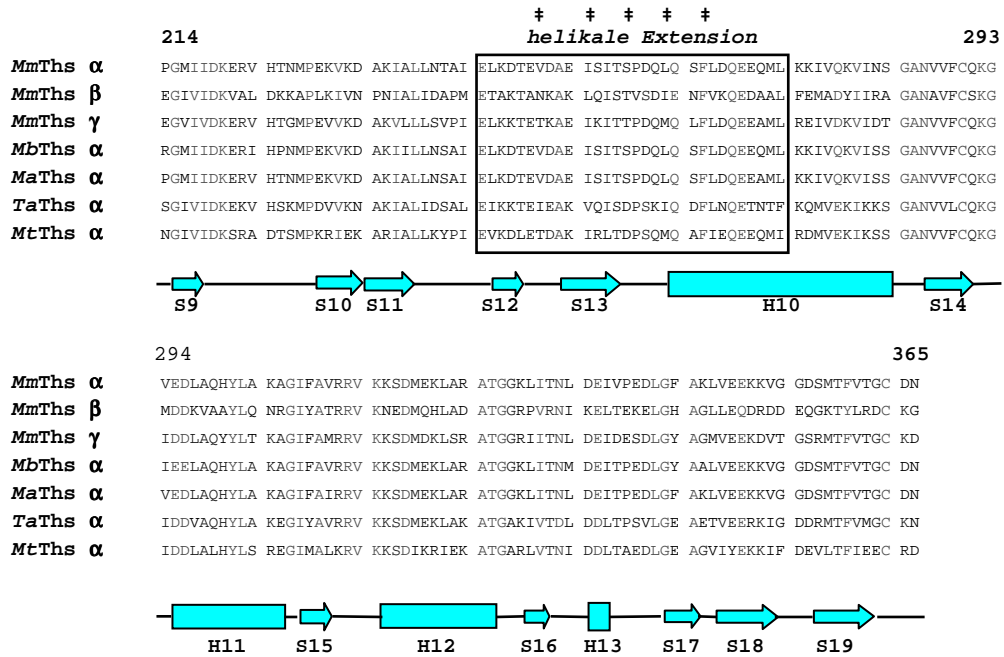 ‡ ‡ ‡ ‡ ‡
214 helikale Extension 293
MmThs α PGMIIDKERV HTNMPEKVKD AKIALLNTAI ELKDTEVDAE ISITSPDQLQ SFLDQEEQML KKIVQKVINS GANVVFCQKG
MmThs β EGIVIDKVAL DKKAPLKIVN PNIALIDAPM ETAKTANKAE LQISTVSDIE NFVKQEDAAL FEMADYIIRA GANAVFCSKG
MmThs γ EGVIVDKERV HTGMPEVVKD AKVLLLSVPI ELKKTETKAE IKITTPDQMQ LFLDQEEAML REIVDKVIDT GANVVFCQKG
MbThs α RGMIIDKERI HPNMPEKVKD AKIILLNSAI ELKDTEVDAE ISITSPDQLQ SFLDQEEQML KKIVQKVISS GANVVFCQKG
MaThs α PGMIIDKERV HTNMPEKVKD AKIALLNSAI ELKDTEVDAE ISITSPDQLQ SFLDQEEAML KKIVQKVISS GANVVFCQKG
TaThs α SGIVIDKEKV HSKMPDVVKN AKIALIDSAL EIKKTEIEAK VQISDPSKIQ DFLNQETNTF KQMVEKIKKS GANVVLCQKG
MtThs α NGIVIDKSRA DTSMPKRIEK ARIALLKYPI EVKDLETDAK IRLTDPSQMQ AFIEQEEQMI RDMVEKIKSS GANVVFCQKG
S9 S10 S11 S12 S13 H10 S14
294 365
MmThs α VEDLAQHYLA KAGIFAVRRV KKSDMEKLAR ATGGKLITNL DEIVPEDLGF AKLVEEKKVG GDSMTFVTGC DN
MmThs β MDDKVAAYLQ NRGIYATRRV KNEDMQHLAD ATGGRPVRNI KELTEKELGH AGLLEQDRDD EQGKTYLRDC KG
MmThs γ IDDLAQYYLT KAGIFAMRRV KKSDMDKLSR ATGGRIITNL DEIDESDLGY AGMVEEKDVT GSRMTFVTGC KD
MbThs α IEELAQHYLA KAGIFAVRRV KKSDMEKLAR ATGGKLITNM DEITPEDLGY AALVEEKKVG GDSMTFVTGC DN
MaThs α VEDLAQHYLA KAGIFAIRRV KKSDMEKLAR ATGGKLITNL DEITPEDLGF AKLVEEKKVG GDSMTFVTGC DN
TaThs α IDDVAQHYLA KEGIYAVRRV KKSDMEKLAK ATGAKIVTDL DDLTPSVLGE AETVEERKIG DDRMTFVMGC KN
MtThs α IDDLALHYLS REGIMALKRV KKSDIKRIEK ATGARLVTNI DDLTAEDLGE AGVIYEKKIF DEVLTFIEEC RD
H11 S15 H12 S16 H13 S17 S18 S19